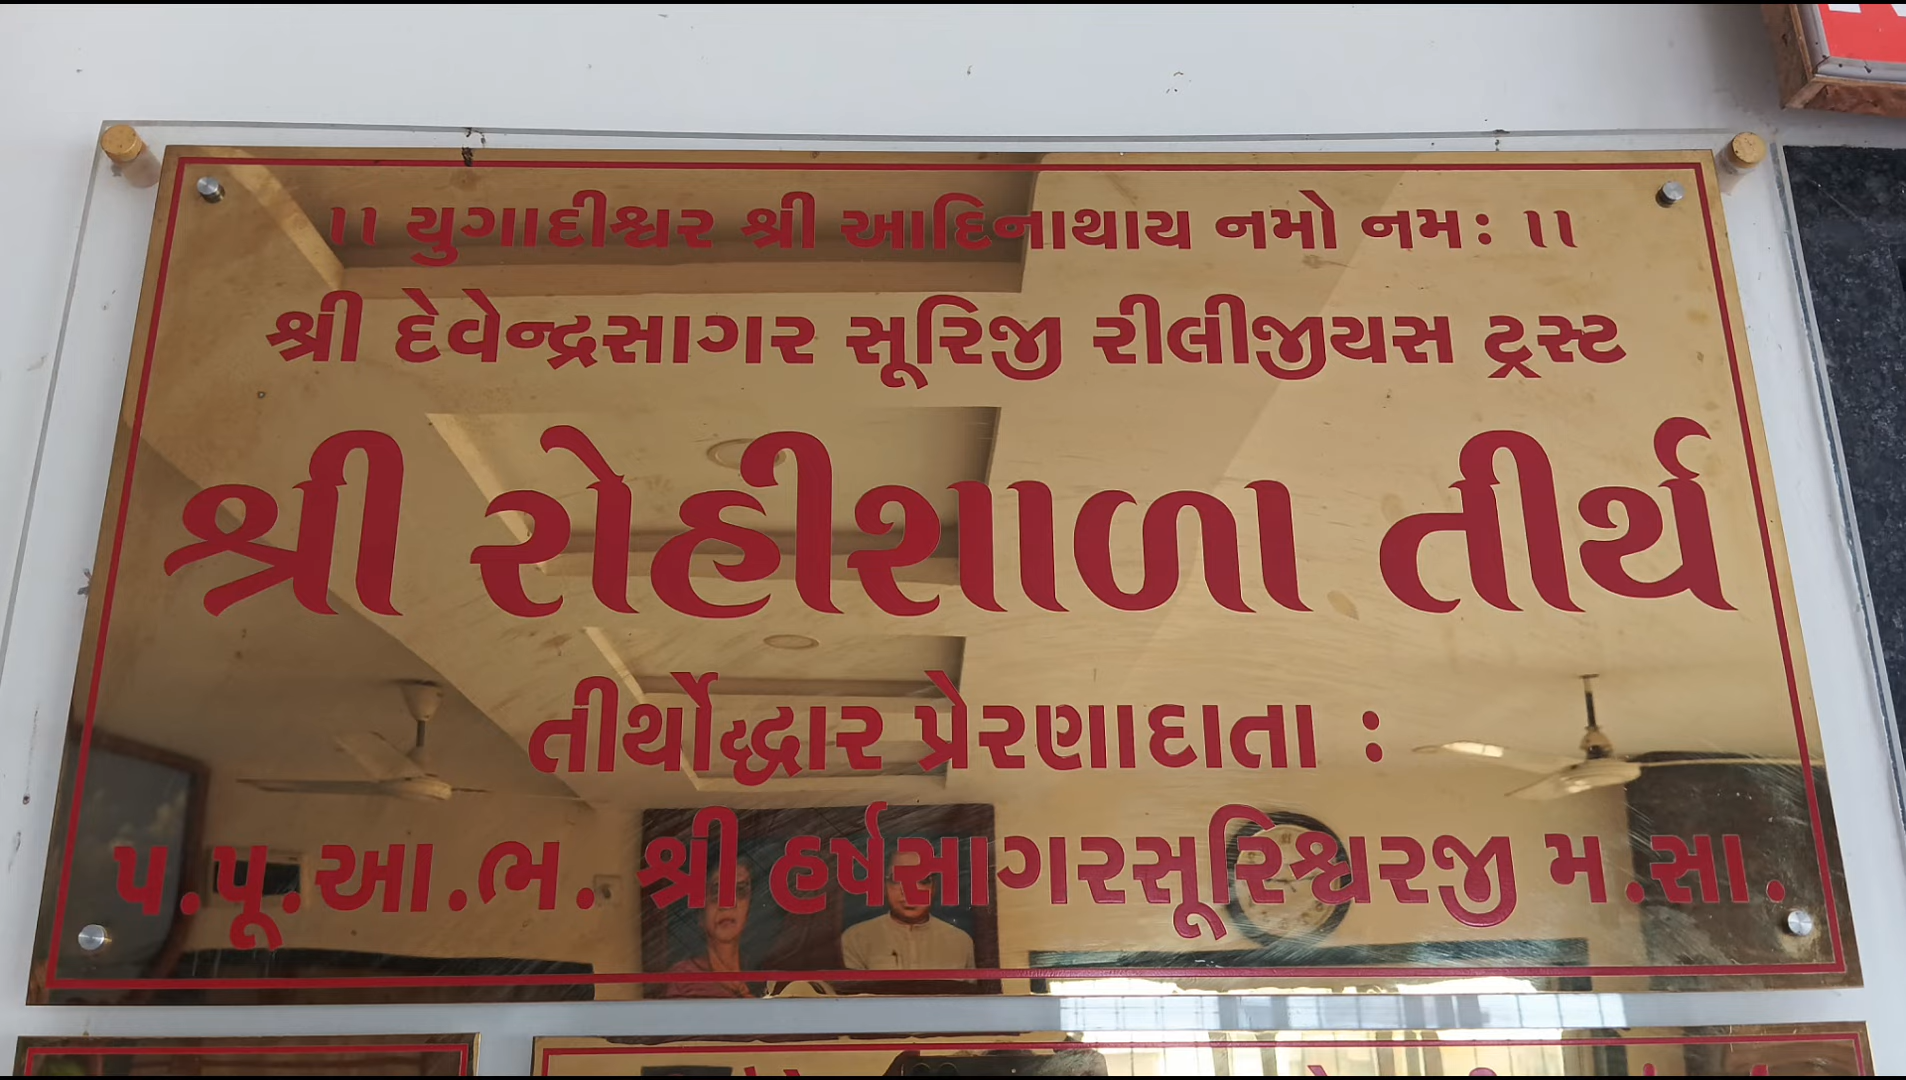 ।। યુગાદીશ્વર શ્રી આદિનાથાય નમો નમઃ ।।
શ્રી દેવેન્દ્રસાગર સૂરિજી રીલીજીયસ ટ્રસ્ટ
શ્રી રોહીશાળા તીર્થ
તીર્થોદ્ધાર પ્રેરણાદાતા :
પ.પૂ.આ.ભ. શ્રી હર્ષસાગરસૂરિશ્વરજી મ.સા.